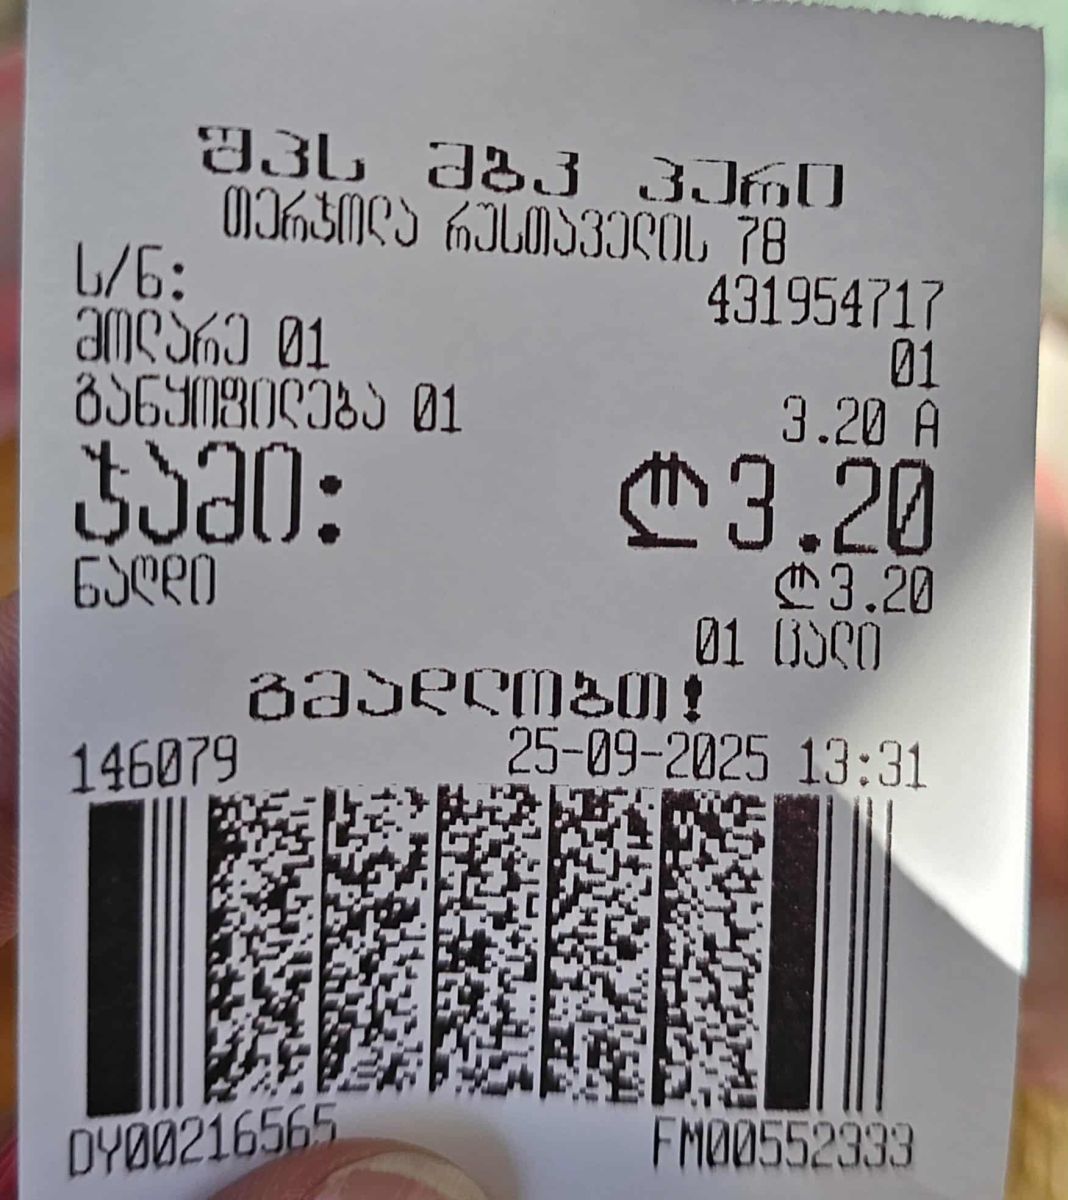 შპს მბკ პერი
თერჯოლა რუსთაველის 78
ს/ნ: 431954717
მოლარე 01 01
განყოფილება 01 3.20 A
ჯამი: ₾3.20
ნაღდი ₾3.20
01 ცალი
გმადლობთ!
146079 25-09-2025 13:31
DY00216565 FM00552333